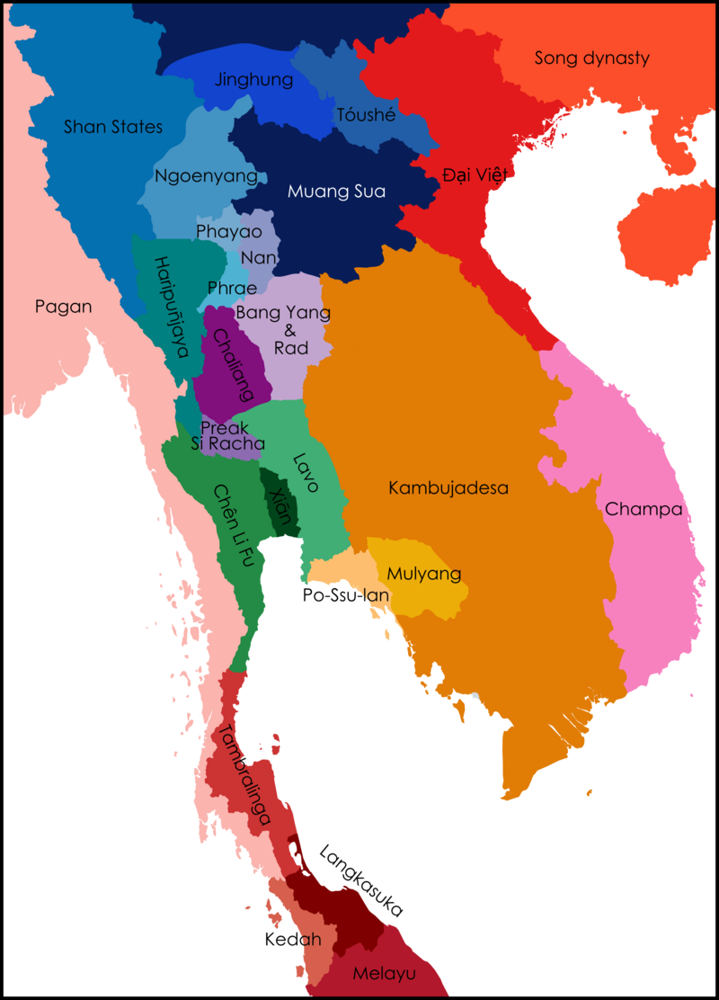 Song dynasty
Jinghung
Tóushé
Shan States
Ngoenyang
Đại Việt
Muang Sua
Phayao
Nan
Haripuñjaya
Phrae
Pagan
Bang Yang
&
Rad
Chaliang
Preak
Si Racha
Lavo
Kambujadesa
Xiān
Champa
Chên Li Fu
Mulyang
Po-Ssu-lan
Tambralinga
Langkasuka
Kedah
Melayu